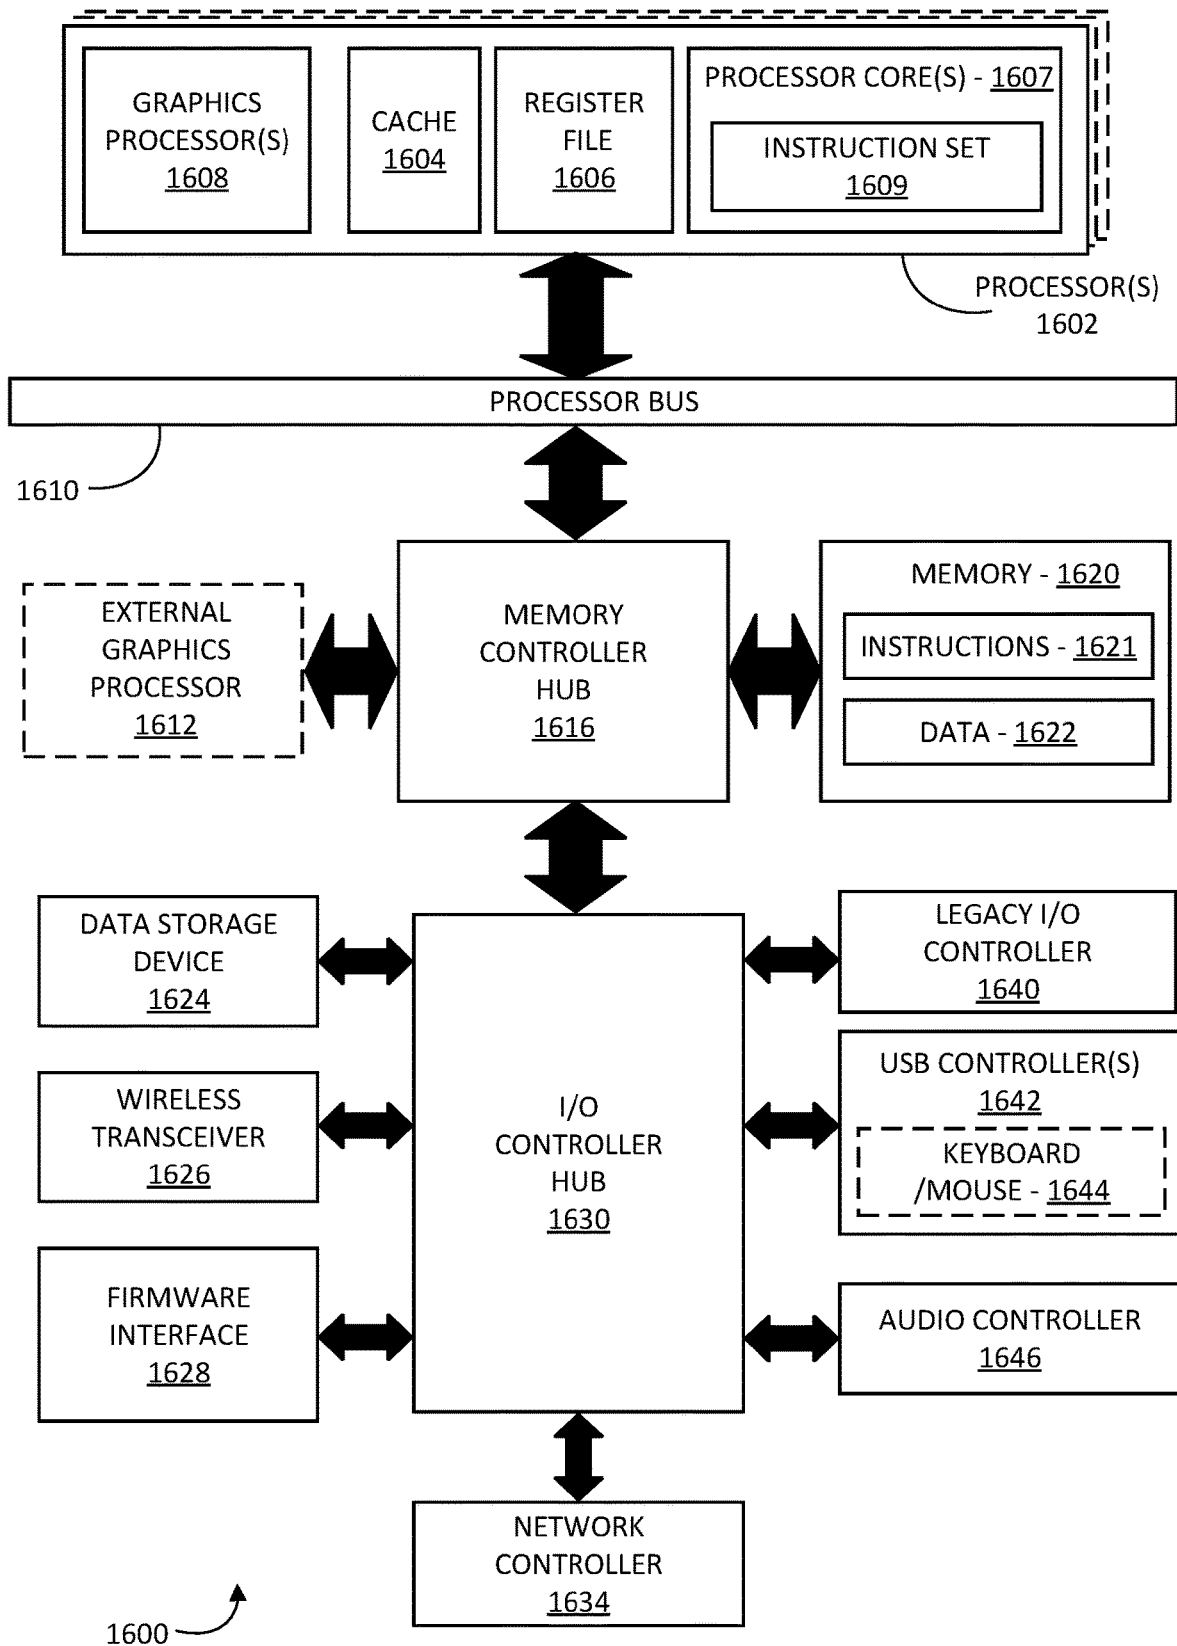 GRAPHICS
PROCESSOR(S)
1608
CACHE
1604
REGISTER
FILE
1606
PROCESSOR CORE(S) - 1607
INSTRUCTION SET
1609
PROCESSOR(S)
1602
PROCESSOR BUS
1610
EXTERNAL
GRAPHICS
PROCESSOR
1612
MEMORY
CONTROLLER
HUB
1616
MEMORY - 1620
INSTRUCTIONS - 1621
DATA - 1622
DATA STORAGE
DEVICE
1624
WIRELESS
TRANSCEIVER
1626
FIRMWARE
INTERFACE
1628
I/O
CONTROLLER
HUB
1630
LEGACY I/O
CONTROLLER
1640
USB CONTROLLER(S)
1642
KEYBOARD
/MOUSE - 1644
AUDIO CONTROLLER
1646
NETWORK
CONTROLLER
1634
1600